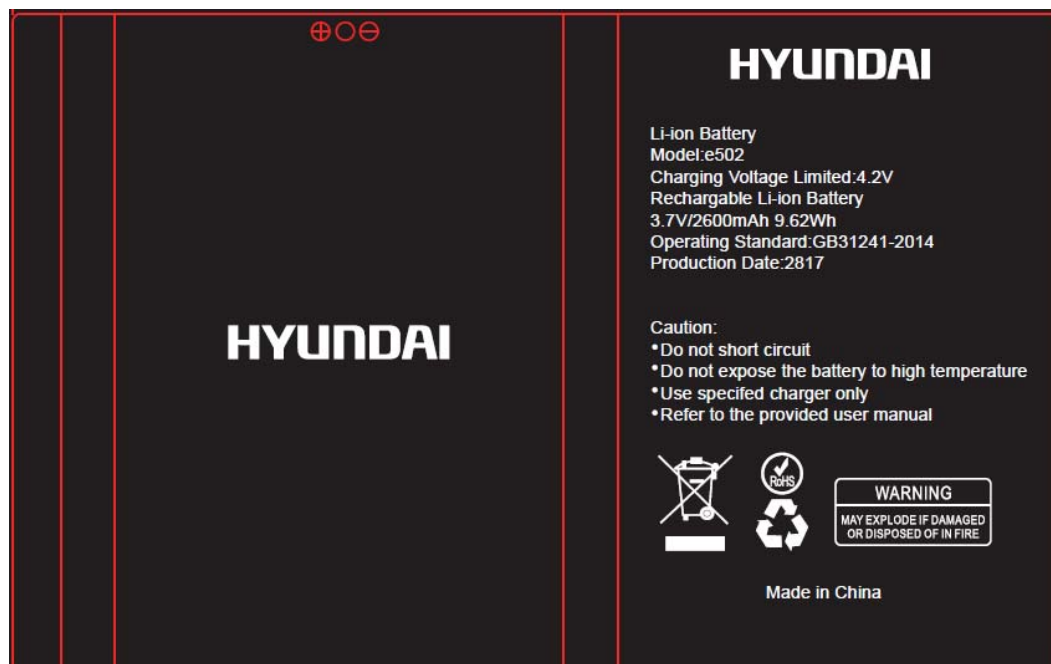 HYUNDAI
HYUNDAI
Li-ion Battery
Model:e502
Charging Voltage Limited:4.2V
Rechargable Li-ion Battery
3.7V/2600mAh 9.62Wh
Operating Standard:GB31241-2014
Production Date:2817
Caution:
•Do not short circuit
•Do not expose the battery to high temperature
•Use specifed charger only
•Refer to the provided user manual
RoHS
WARNING
MAY EXPLODE IF DAMAGED
OR DISPOSED OF IN FIRE
Made in China